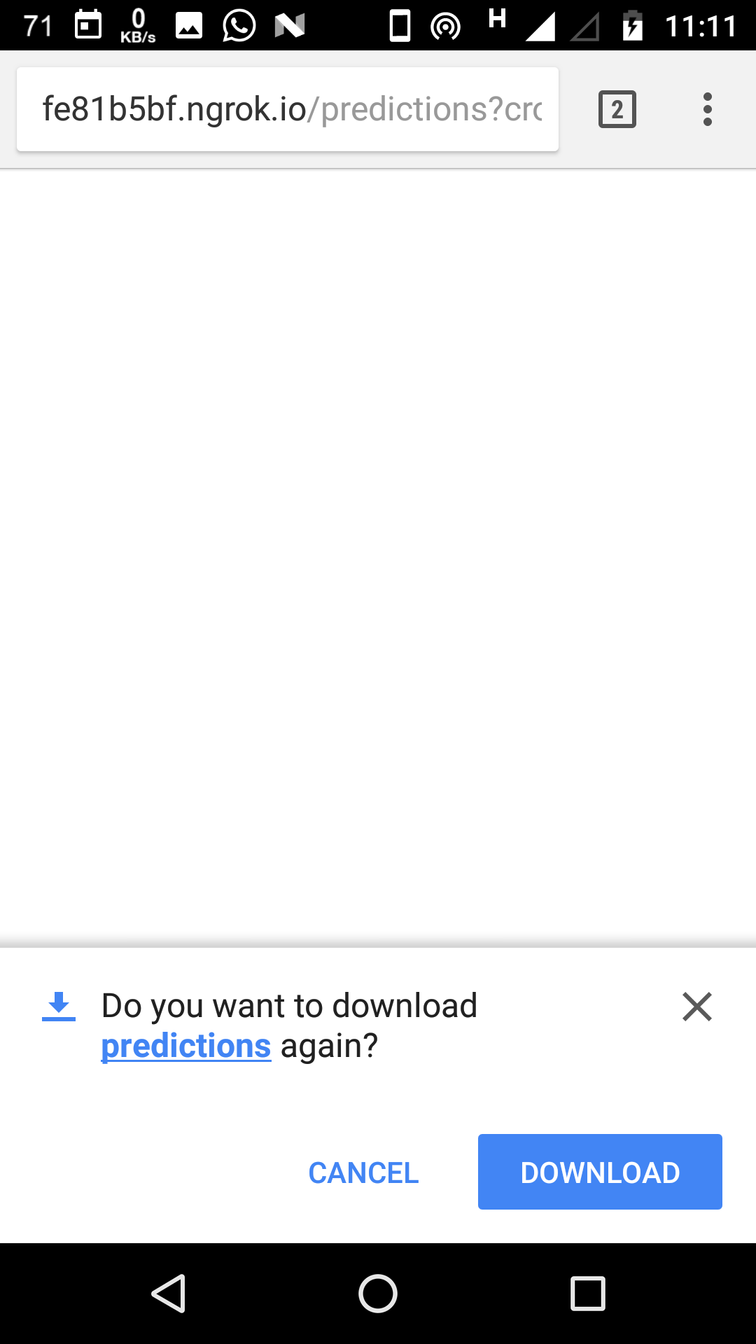 71 0 KB/s H 11:11
fe81b5bf.ngrok.io/predictions?crc 2
Do you want to download
predictions again?
CANCEL DOWNLOAD